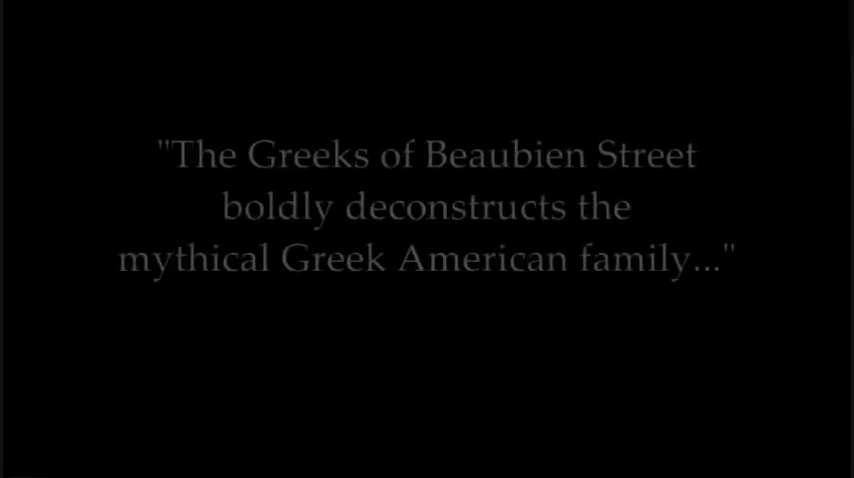 "The Greeks of Beaubien Street
boldly deconstructs the
mythical Greek American family..."